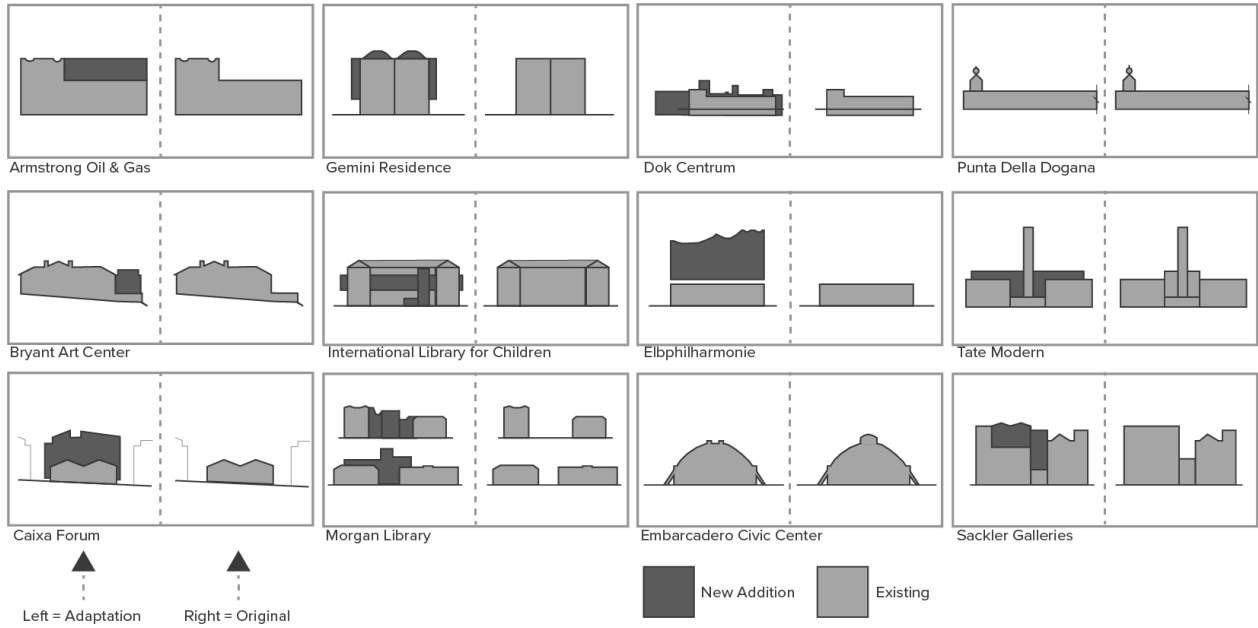 Armstrong Oil & Gas
Gemini Residence
Dok Centrum
Punta Della Dogana
Bryant Art Center
International Library for Children
Elbphilharmonie
Tate Modern
Caixa Forum
Morgan Library
Embarcadero Civic Center
Sackler Galleries
Left = Adaptation
Right = Original
New Addition
Existing